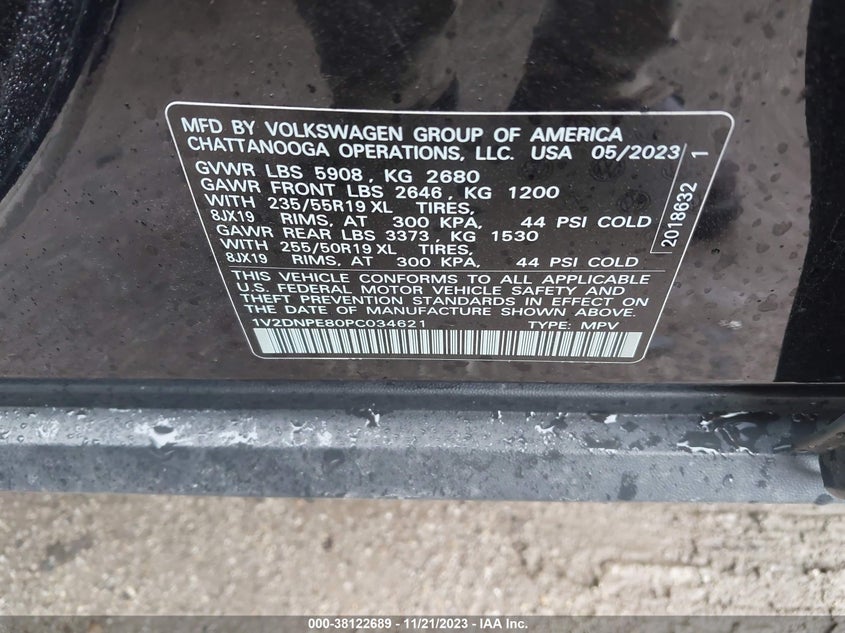 MFD BY VOLKSWAGEN GROUP OF AMERICA
CHATTANOOGA OPERATIONS, LLC. USA 05/2023
GVWR LBS 5908, KG 2680
GAWR FRONT LBS 2646, KG 1200
WITH 235/55R19 XL TIRES,
8JX19 RIMS, AT 300 KPA, 44 PSI COLD
GAWR REAR LBS 3373, KG 1530
WITH 255/50R19 XL TIRES,
8JX19 RIMS, AT 300 KPA, 44 PSI COLD
THIS VEHICLE CONFORMS TO ALL APPLICABLE
U.S. FEDERAL MOTOR VEHICLE SAFETY AND
THEFT PREVENTION STANDARDS IN EFFECT ON
THE DATE OF MANUFACTURE SHOWN ABOVE.
1V2DNPE80PC034621 TYPE: MPV
2018632 1
000-38122689 - 11/21/2023 - IAA Inc.